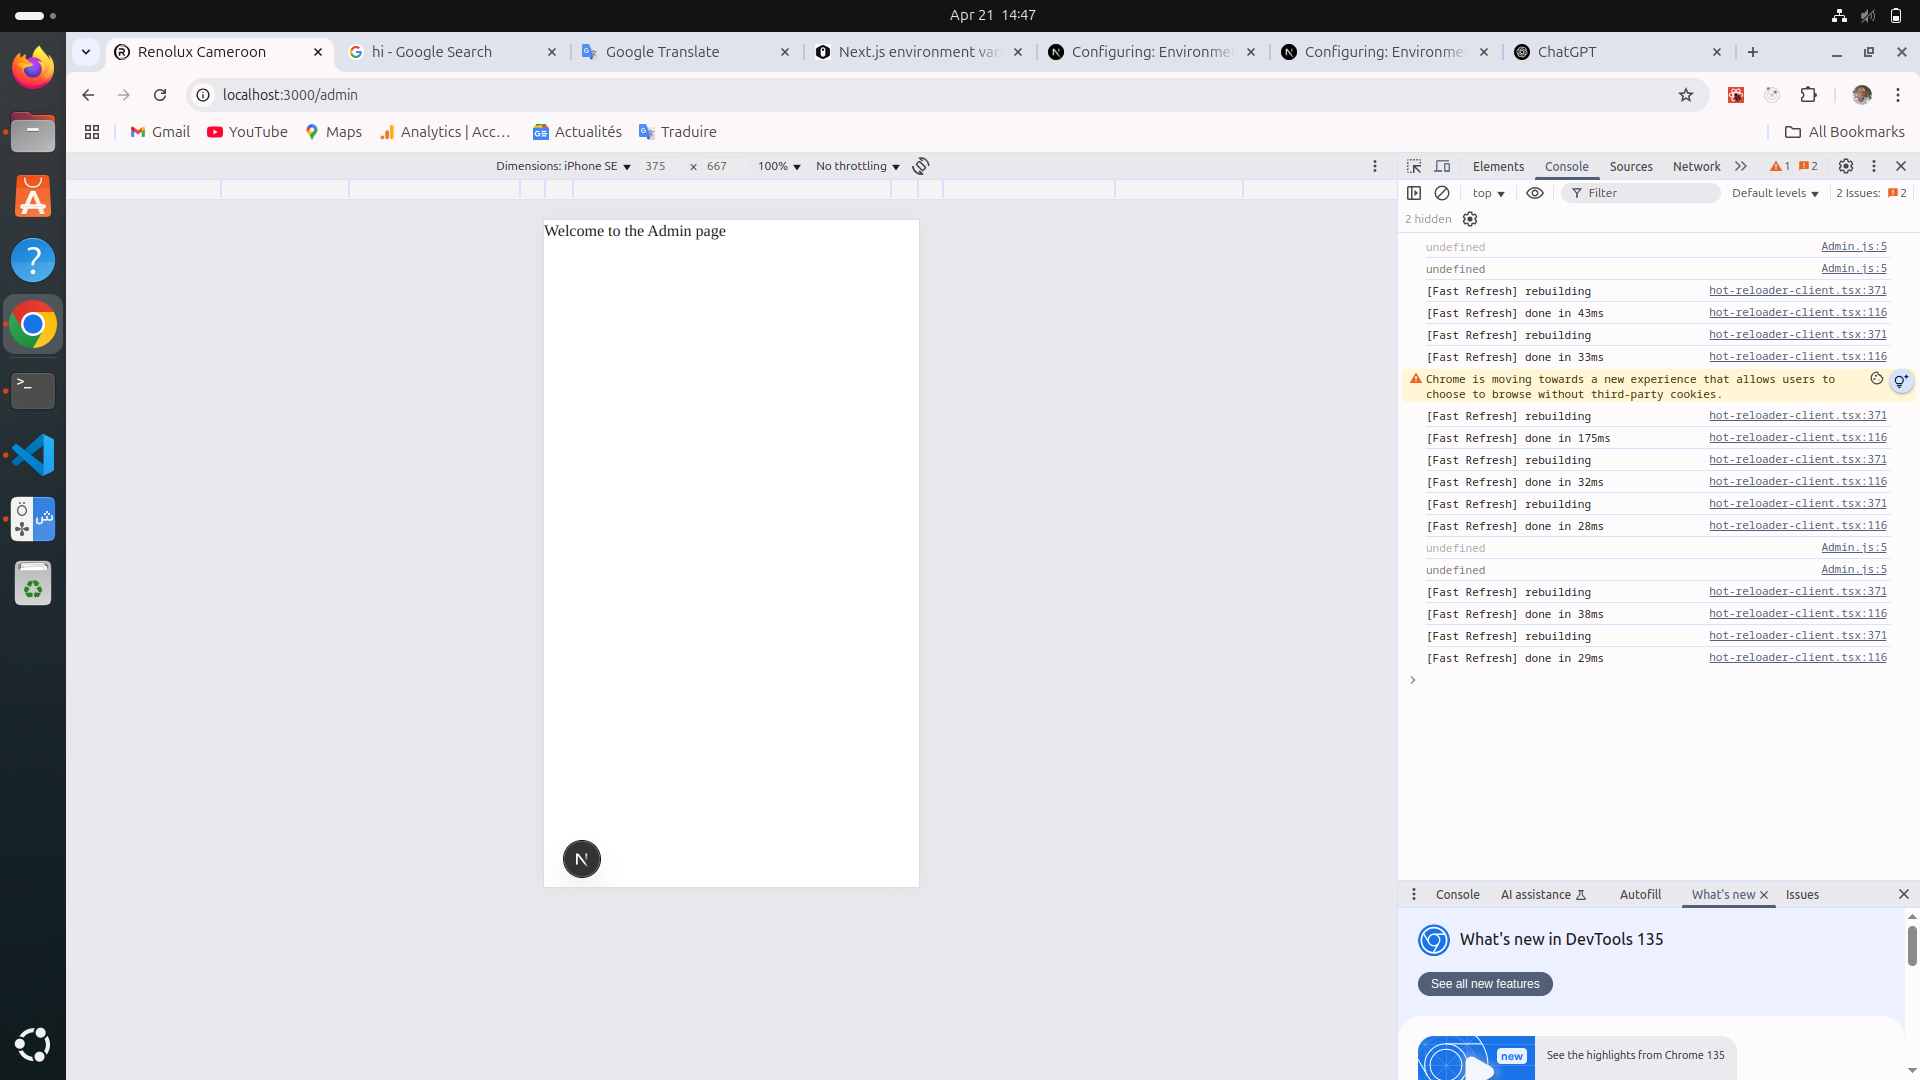 Apr 21 14:47
Renolux Cameroon
hi - Google Search
Google Translate
Next.js environment var
Configuring: Environme
Configuring: Environme
ChatGPT
localhost:3000/admin
Gmail
YouTube
Maps
Analytics | Acc...
Actualités
Traduire
All Bookmarks
Dimensions: iPhone SE 375 × 667 100% No throttling
Elements Console Sources Network 1 2
top Filter Default levels 2 Issues: 2
2 hidden
Welcome to the Admin page
undefined Admin.js:5
undefined Admin.js:5
[Fast Refresh] rebuilding hot-reloader-client.tsx:371
[Fast Refresh] done in 43ms hot-reloader-client.tsx:116
[Fast Refresh] rebuilding hot-reloader-client.tsx:371
[Fast Refresh] done in 33ms hot-reloader-client.tsx:116
Chrome is moving towards a new experience that allows users to
choose to browse without third-party cookies.
[Fast Refresh] rebuilding hot-reloader-client.tsx:371
[Fast Refresh] done in 175ms hot-reloader-client.tsx:116
[Fast Refresh] rebuilding hot-reloader-client.tsx:371
[Fast Refresh] done in 32ms hot-reloader-client.tsx:116
[Fast Refresh] rebuilding hot-reloader-client.tsx:371
[Fast Refresh] done in 28ms hot-reloader-client.tsx:116
undefined Admin.js:5
undefined Admin.js:5
[Fast Refresh] rebuilding hot-reloader-client.tsx:371
[Fast Refresh] done in 38ms hot-reloader-client.tsx:116
[Fast Refresh] rebuilding hot-reloader-client.tsx:371
[Fast Refresh] done in 29ms hot-reloader-client.tsx:116
N
Console AI assistance Autofill What's new Issues
What's new in DevTools 135
See all new features
new
See the highlights from Chrome 135